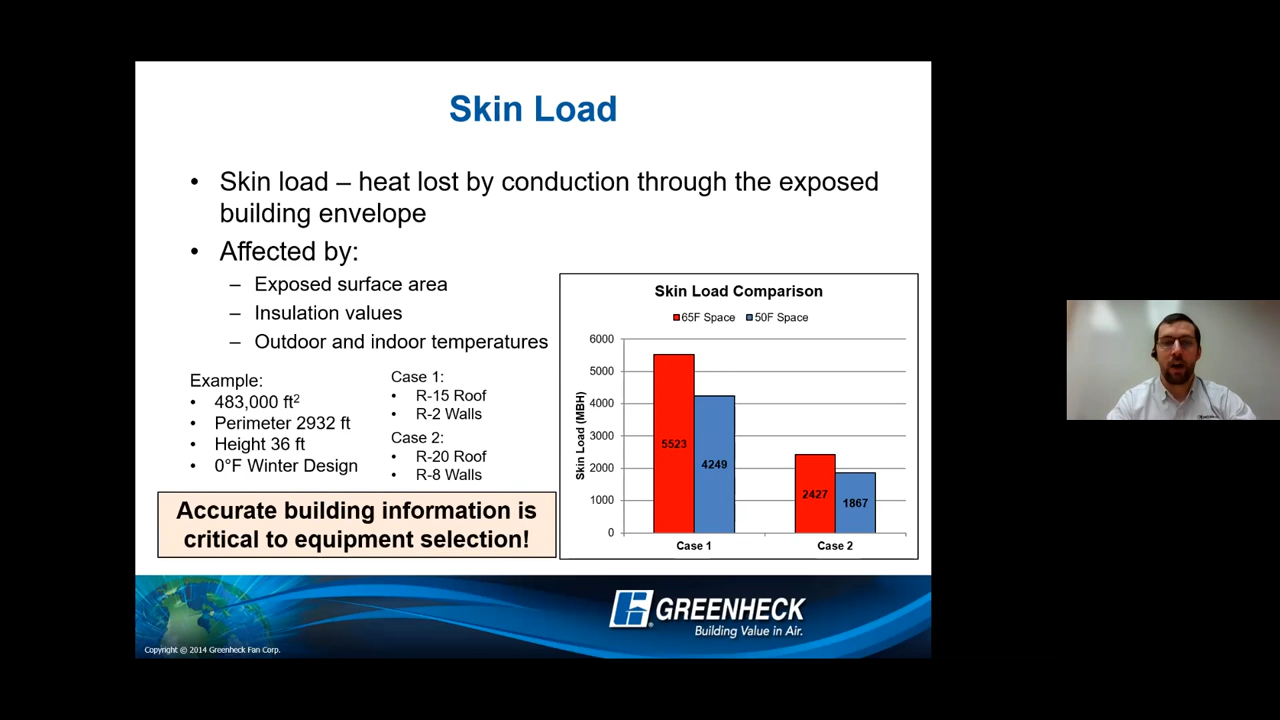 Skin Load
• Skin load – heat lost by conduction through the exposed
building envelope
• Affected by:
– Exposed surface area
– Insulation values
– Outdoor and indoor temperatures
Example:
• 483,000 ft²
• Perimeter 2932 ft
• Height 36 ft
• 0°F Winter Design
Case 1:
• R-15 Roof
• R-2 Walls
Case 2:
• R-20 Roof
• R-8 Walls
Accurate building information is
critical to equipment selection!
Skin Load Comparison
65F Space 50F Space
Skin Load (MBH)
6000
5000
4000
3000
2000
1000
0
5523
4249
2427
1867
Case 1 Case 2
GREENHECK
Building Value in Air.
Copyright © 2014 Greenheck Fan Corp.